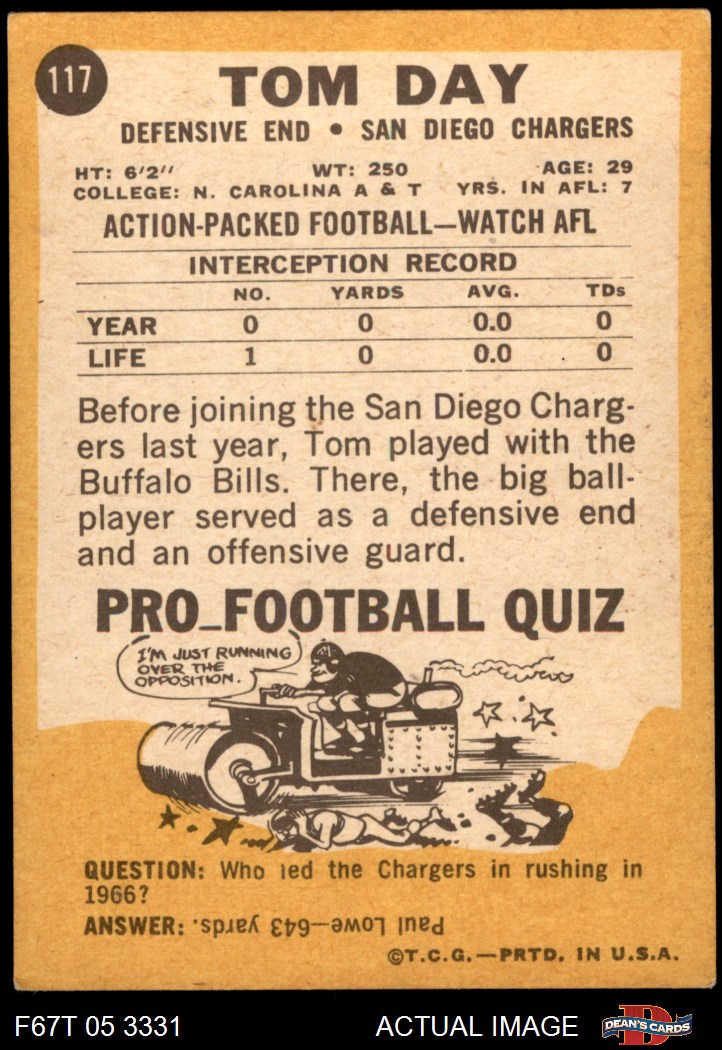 117
TOM DAY
DEFENSIVE END • SAN DIEGO CHARGERS
HT: 6'2" WT: 250 AGE: 29
COLLEGE: N. CAROLINA A & T YRS. IN AFL: 7
ACTION-PACKED FOOTBALL—WATCH AFL
INTERCEPTION RECORD
NO. YARDS AVG. TDs
YEAR 0 0 0.0 0
LIFE 1 0 0.0 0
Before joining the San Diego Charg-
ers last year, Tom played with the
Buffalo Bills. There, the big ball-
player served as a defensive end
and an offensive guard.
PRO FOOTBALL QUIZ
I'M JUST RUNNING
OVER THE
OPPOSITION.
QUESTION: Who led the Chargers in rushing in
1966?
ANSWER: Paul Lowe—643 yards.
©T.C.G.—PRTD. IN U.S.A.
F67T 05 3331 ACTUAL IMAGE D DEAN'S CARDS